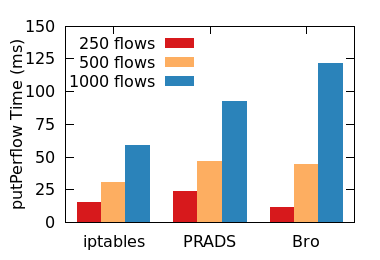 putPerflow Time (ms)
150
125
100
75
50
25
0
250 flows
500 flows
1000 flows
iptables PRADS Bro